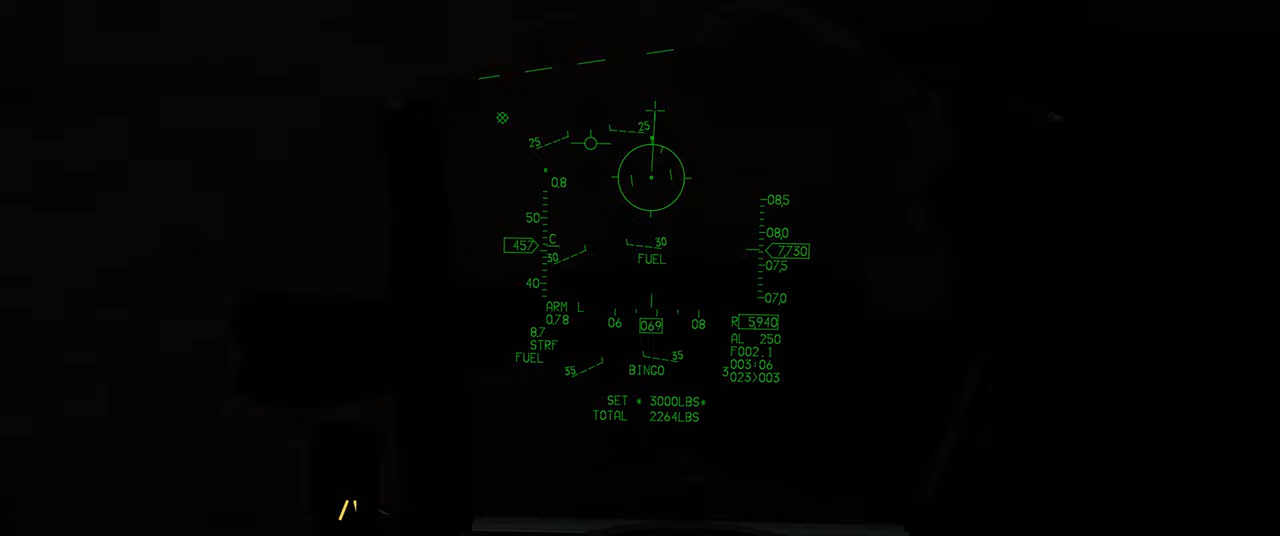 25
25
0.8
08,5
50
08,0
457 C
30
7,730
30
FUEL
07,5
40
07,0
ARM L
0.78
06 069 08
R 5,940
8.7
AL 250
STRF
F002.1
FUEL
003:06
35
35
BINGO
3 023>003
SET * 3000LBS*
TOTAL 2264LBS